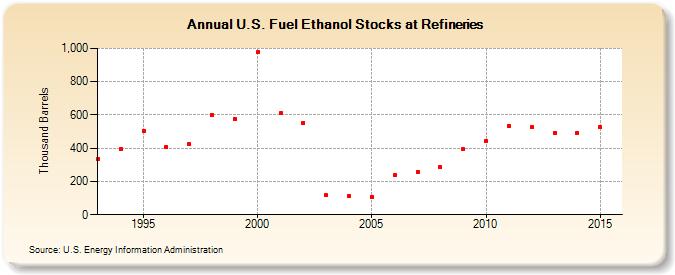 Annual U.S. Fuel Ethanol Stocks at Refineries
Thousand Barrels
1,000
800
600
400
200
0
1995 2000 2005 2010 2015
Source: U.S. Energy Information Administration